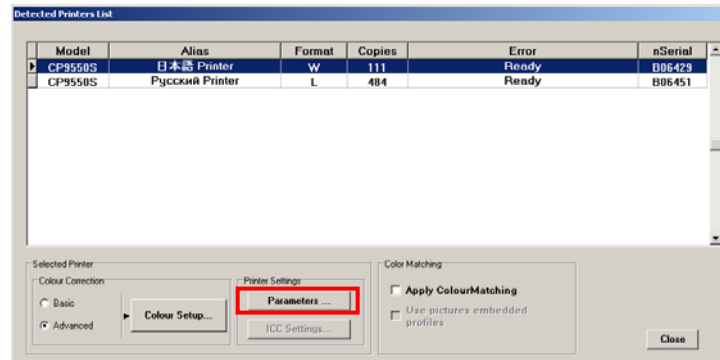 Detected Printers List
Model Alias Format Copies Error nSerial
CP9550S 日本語 Printer W 111 Ready B06429
CP9550S Русский Printer L 484 Ready B06451
Selected Printer
Colour Correction
Basic
Advanced
Colour Setup...
Printer Settings
Parameters ...
ICC Settings...
Color Matching
Apply ColourMatching
Use pictures embedded
profiles
Close